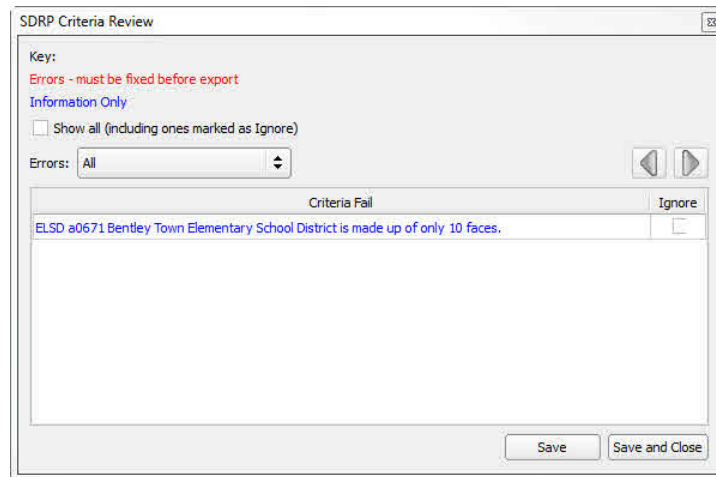 SDRP Criteria Review
Key:
Errors - must be fixed before export
Information Only
Show all (including ones marked as Ignore)
Errors: All
Criteria Fail Ignore
ELSD a0671 Bentley Town Elementary School District is made up of only 10 faces.
Save Save and Close